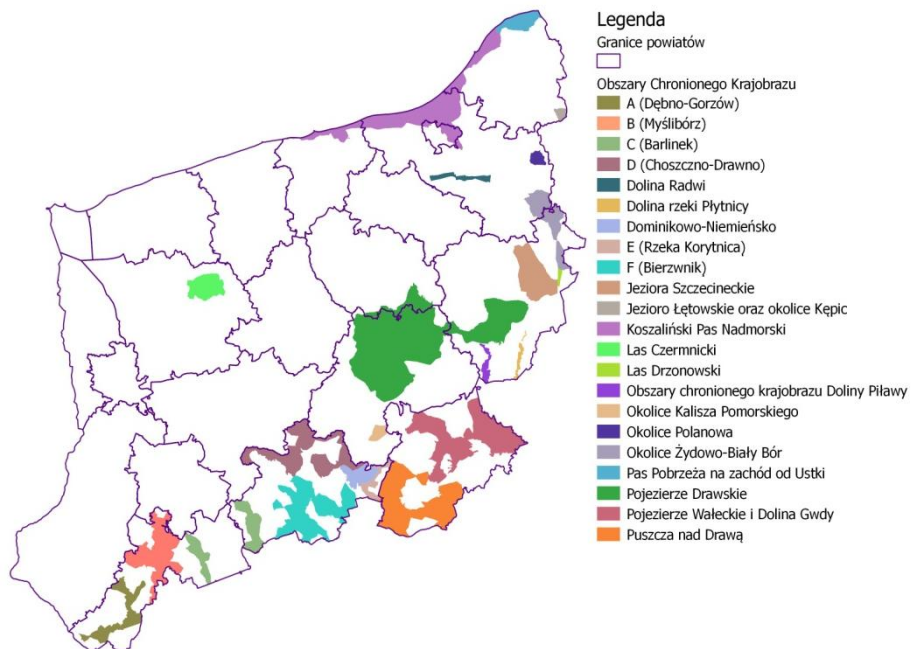 Legenda
Granice powiatów
Obszary Chronionego Krajobrazu
A (Dębno-Gorzów)
B (Myślibórz)
C (Barlinek)
D (Choszczno-Drawno)
Dolina Radwi
Dolina rzeki Płytnicy
Dominikowo-Niemieńsko
E (Rzeka Korytnica)
F (Bierzwnik)
Jeziora Szczecineckie
Jezioro Łętowskie oraz okolice Kępic
Koszaliński Pas Nadmorski
Las Czermnicki
Las Drzonowski
Obszary chronionego krajobrazu Doliny Piławy
Okolice Kalisza Pomorskiego
Okolice Polanowa
Okolice Żydowo-Biały Bór
Pas Pobrzeża na zachód od Ustki
Pojezierze Drawskie
Pojezierze Wałeckie i Dolina Gwdy
Puszcza nad Drawą